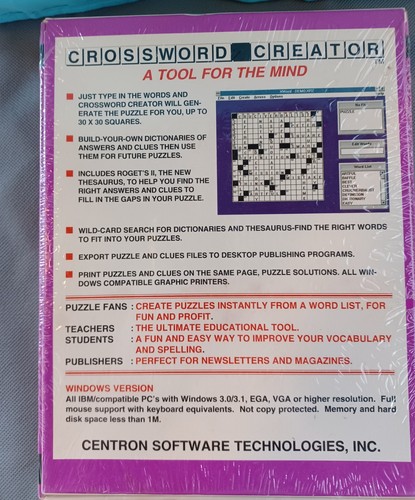 CROSSWORD CREATOR TM
A TOOL FOR THE MIND
JUST TYPE IN THE WORDS AND
CROSSWORD CREATOR WILL GEN-
ERATE THE PUZZLE FOR YOU, UP TO
30 X 30 SQUARES.
BUILD-YOUR-OWN DICTIONARIES OF
ANSWERS AND CLUES THEN USE
THEM FOR FUTURE PUZZLES.
INCLUDES ROGET'S II, THE NEW
THESAURUS, TO HELP YOU FIND THE
RIGHT ANSWERS AND CLUES TO
FILL IN THE GAPS IN YOUR PUZZLE.
File Edit Create Options
PUZZLE
Word List
WILD-CARD SEARCH FOR DICTIONARIES AND THESAURUS-FIND THE RIGHT WORDS
TO FIT INTO YOUR PUZZLES.
EXPORT PUZZLE AND CLUES FILES TO DESKTOP PUBLISHING PROGRAMS.
PRINT PUZZLES AND CLUES ON THE SAME PAGE, PUZZLE SOLUTIONS. ALL WIN-
DOWS COMPATIBLE GRAPHIC PRINTERS.
PUZZLE FANS : CREATE PUZZLES INSTANTLY FROM A WORD LIST, FOR
FUN AND PROFIT.
TEACHERS : THE ULTIMATE EDUCATIONAL TOOL.
STUDENTS : A FUN AND EASY WAY TO IMPROVE YOUR VOCABULARY
AND SPELLING.
PUBLISHERS : PERFECT FOR NEWSLETTERS AND MAGAZINES.
WINDOWS VERSION
All IBM/compatible PC's with Windows 3.0/3.1, EGA, VGA or higher resolution. Full
mouse support with keyboard equivalents. Not copy protected. Memory and hard
disk space less than 1M.
CENTRON SOFTWARE TECHNOLOGIES, INC.